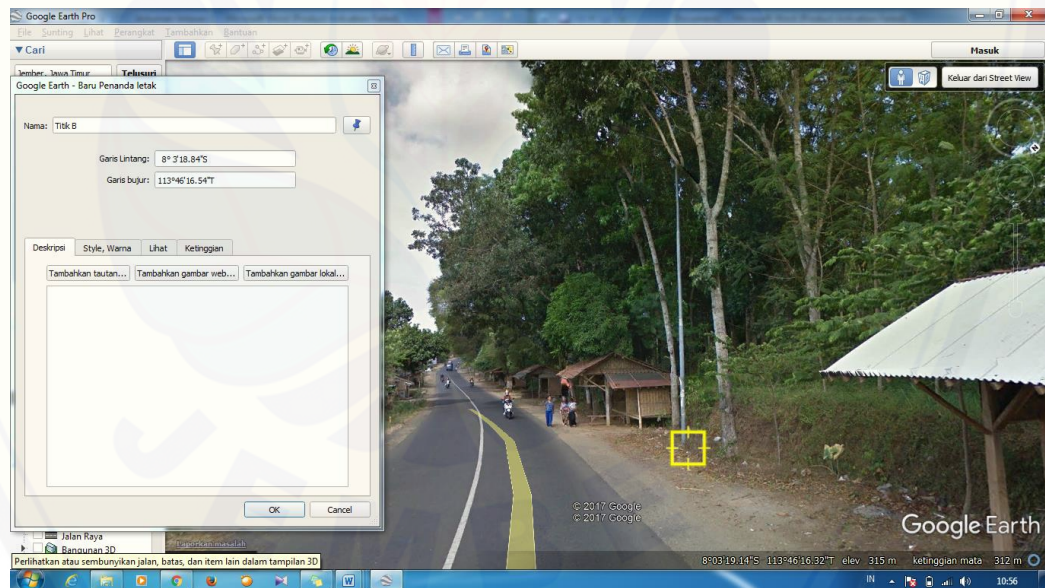 Google Earth Pro
File Sunting Lihat Perangkat Tambahkan Bantuan
Cari
Masuk
Jember, Jawa Timur Telusuri
Google Earth - Baru Penanda letak
Keluar dari Street View
Nama: Titik B
Garis Lintang: 8° 3'18.84"S
Garis bujur: 113°46'16.54"T
Deskripsi Style, Warna Lihat Ketinggian
Tambahkan tautan... Tambahkan gambar web... Tambahkan gambar lokal...
OK Cancel
© 2017 Google
© 2017 Google
Google Earth
Jalan Raya
Laporkan masalah
Bangunan 3D
Perlihatkan atau sembunyikan jalan, batas, dan item lain dalam tampilan 3D
8°03'19.14"S 113°46'16.32"T elev 315 m ketinggian mata 312 m
IN 10:56